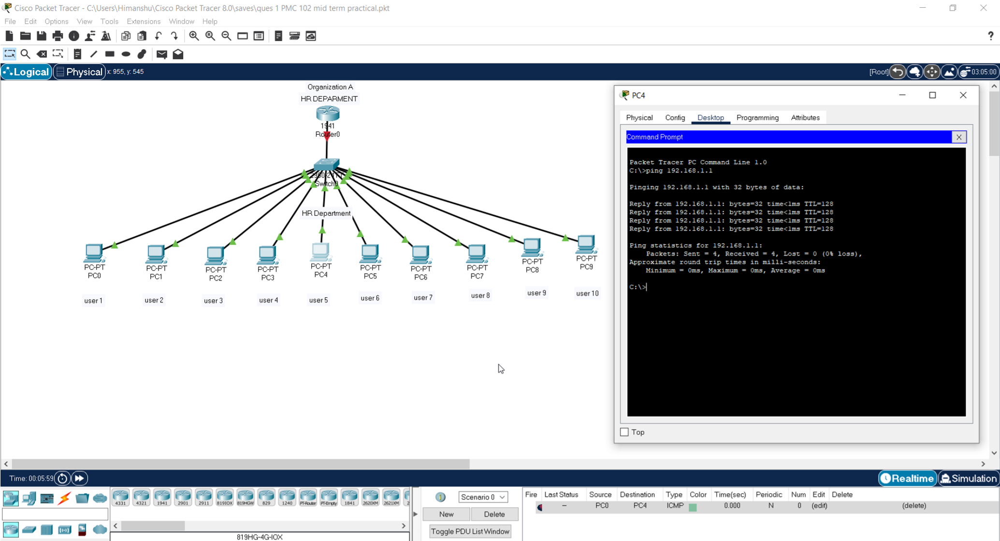 Cisco Packet Tracer - C:\Users\Himanshu\Cisco Packet Tracer 8.0\saves\ques 1 PMC 102 mid term practical.pkt
File Edit Options View Tools Extensions Window Help
?
Logical Physical x: 955, y: 545 [Root] 03:05:00
Organization A
HR DEPARMENT
1941
Router0
Switch0
HR Department
PC-PT
PC0
PC-PT
PC1
PC-PT
PC2
PC-PT
PC3
PC-PT
PC4
PC-PT
PC5
PC-PT
PC6
PC-PT
PC7
PC-PT
PC8
PC-PT
PC9
user 1
user 2
user 3
user 4
user 5
user 6
user 7
user 8
user 9
user 10
PC4
Physical Config Desktop Programming Attributes
Command Prompt X
Packet Tracer PC Command Line 1.0
C:\>ping 192.168.1.1
Pinging 192.168.1.1 with 32 bytes of data:
Reply from 192.168.1.1: bytes=32 time<1ms TTL=128
Reply from 192.168.1.1: bytes=32 time<1ms TTL=128
Reply from 192.168.1.1: bytes=32 time<1ms TTL=128
Reply from 192.168.1.1: bytes=32 time<1ms TTL=128
Ping statistics for 192.168.1.1:
Packets: Sent = 4, Received = 4, Lost = 0 (0% loss),
Approximate round trip times in milli-seconds:
Minimum = 0ms, Maximum = 0ms, Average = 0ms
C:\>
Top
Time: 00:05:59 Realtime Simulation
4331 4321 1941 2901 2911 819IOX 819HGW 829 1240 PT-Router PT-Empty 1841 2620XM 2621XM 2
819HG-4G-IOX
Scenario 0
New Delete
Toggle PDU List Window
Fire Last Status Source Destination Type Color Time(sec) Periodic Num Edit Delete
-- PC0 PC4 ICMP 0.000 N 0 (edit) (delete)